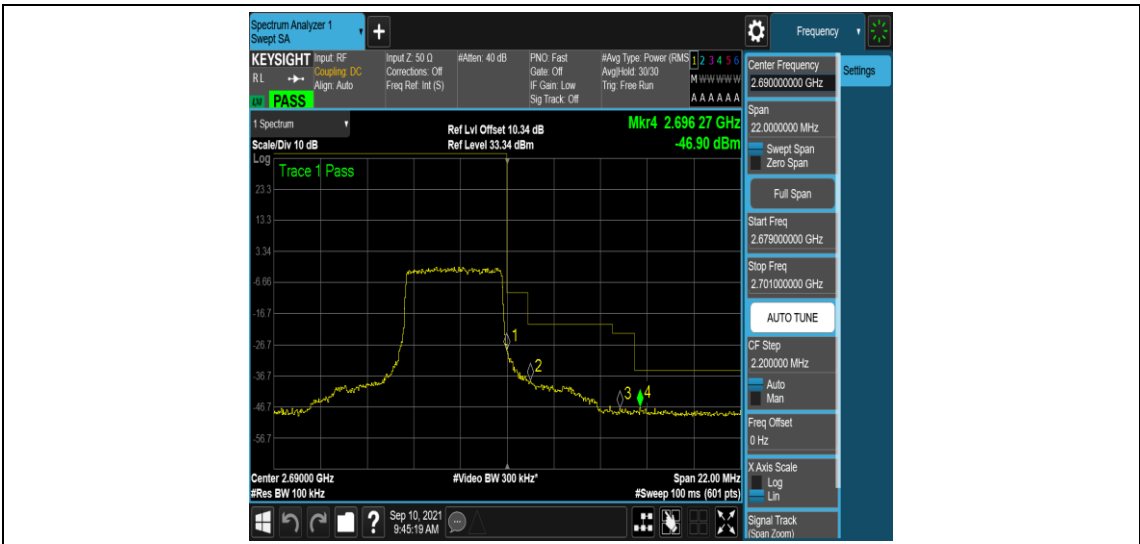 Spectrum Analyzer 1
Swept SA
+
Frequency
KEYSIGHT
RL
LXI
PASS
Input: RF
Coupling: DC
Align: Auto
Input Z: 50 Ω
Corrections: Off
Freq Ref: Int (S)
#Atten: 40 dB
PNO: Fast
Gate: Off
IF Gain: Low
Sig Track: Off
#Avg Type: Power (RMS
Avg|Hold: 30/30
Trig: Free Run
1 2 3 4 5 6
M W W W W W
A A A A A A
1 Spectrum
Scale/Div 10 dB
Ref Lvl Offset 10.34 dB
Ref Level 33.34 dBm
Mkr4 2.696 27 GHz
-46.90 dBm
Log
Trace 1 Pass
23.3
13.3
3.34
-6.66
-16.7
-26.7
-36.7
-46.7
-56.7
1
2
3
4
Center 2.69000 GHz
#Res BW 100 kHz
#Video BW 300 kHz*
Span 22.00 MHz
#Sweep 100 ms (601 pts)
Center Frequency
2.690000000 GHz
Settings
Span
22.0000000 MHz
Swept Span
Zero Span
Full Span
Start Freq
2.679000000 GHz
Stop Freq
2.701000000 GHz
AUTO TUNE
CF Step
2.200000 MHz
Auto
Man
Freq Offset
0 Hz
X Axis Scale
Log
Lin
Signal Track
(Span Zoom)
?
Sep 10, 2021
9:45:19 AM